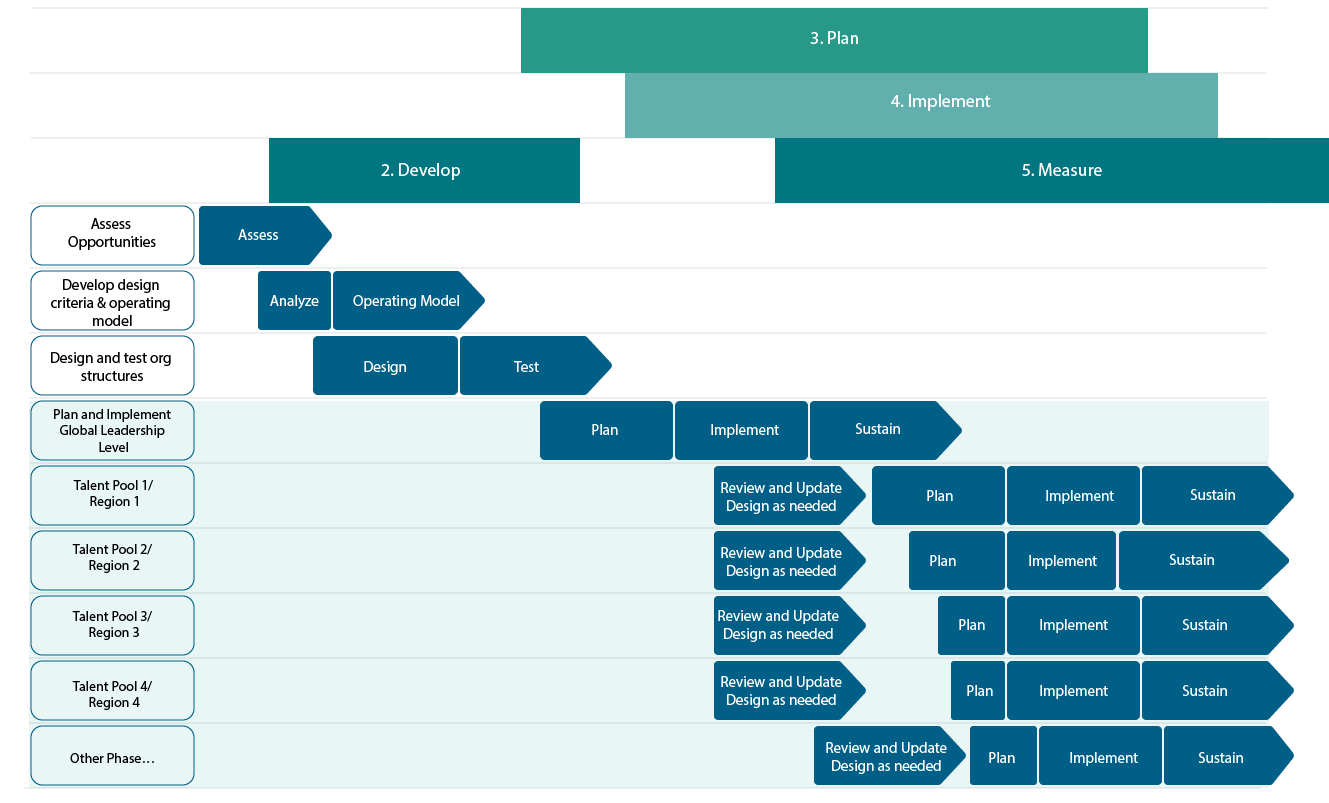 3. Plan
4. Implement
2. Develop
5. Measure
Assess
Opportunities
Assess
Develop design
criteria & operating
model
Analyze
Operating Model
Design and test org
structures
Design
Test
Plan and Implement
Global Leadership
Level
Plan
Implement
Sustain
Talent Pool 1/
Region 1
Review and Update
Design as needed
Plan
Implement
Sustain
Talent Pool 2/
Region 2
Review and Update
Design as needed
Plan
Implement
Sustain
Talent Pool 3/
Region 3
Review and Update
Design as needed
Plan
Implement
Sustain
Talent Pool 4/
Region 4
Review and Update
Design as needed
Plan
Implement
Sustain
Other Phase…
Review and Update
Design as needed
Plan
Implement
Sustain